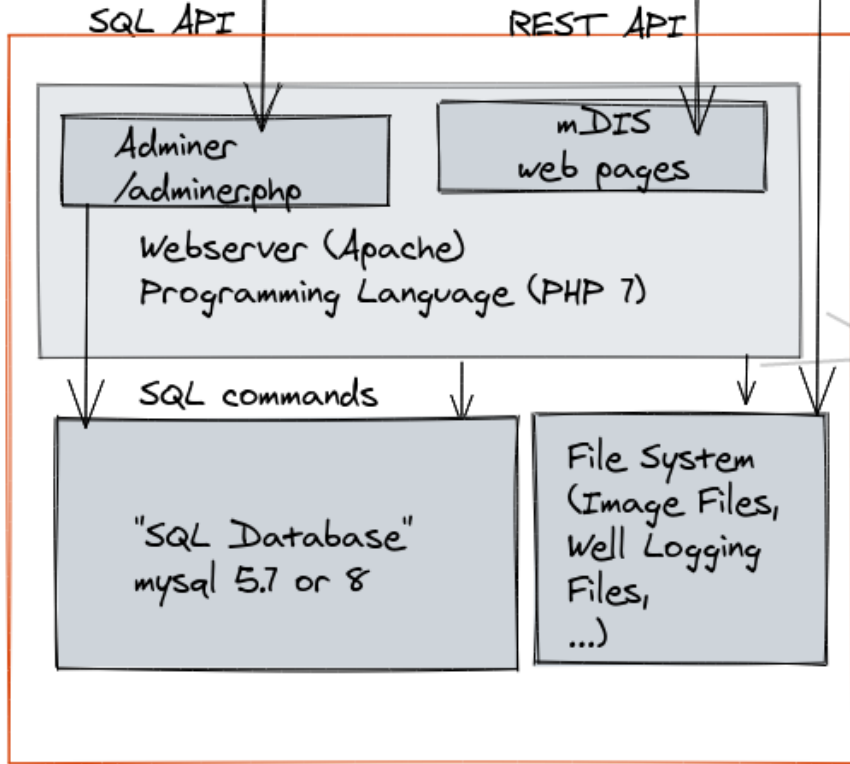 SQL API
REST API
Adminer
/adminer.php
mDIS
web pages
Webserver (Apache)
Programming Language (PHP 7)
SQL commands
"SQL Database"
mysql 5.7 or 8
File System
(Image Files,
Well Logging
Files,
...)